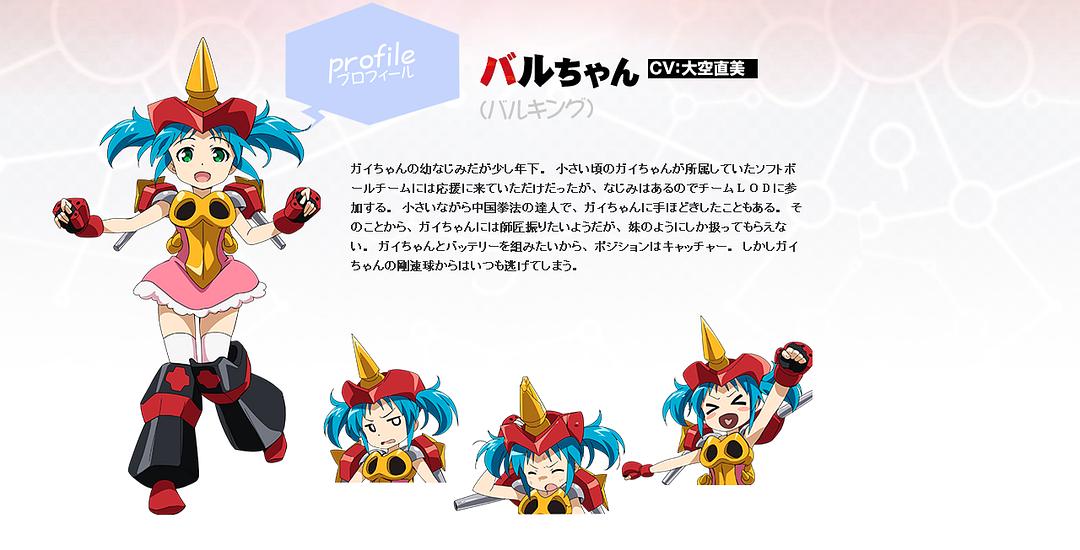 profile
プロフィール
バルちゃん CV:大空直美
(バルキング)
ガイちゃんの幼なじみだが少し年下。 小さい頃のガイちゃんが所属していたソフトボ
ールチームには応援に来ていただけだったが、なじみはあるのでチームＬＯＤに参
加する。 小さいながら中国拳法の達人で、ガイちゃんに手ほどきしたこともある。 そ
のことから、ガイちゃんには師匠振りたいようだが、妹のようにしか扱ってもらえな
い。 ガイちゃんとバッテリーを組みたいから、ポジションはキャッチャー。 しかしガイ
ちゃんの剛速球からはいつも逃げてしまう。